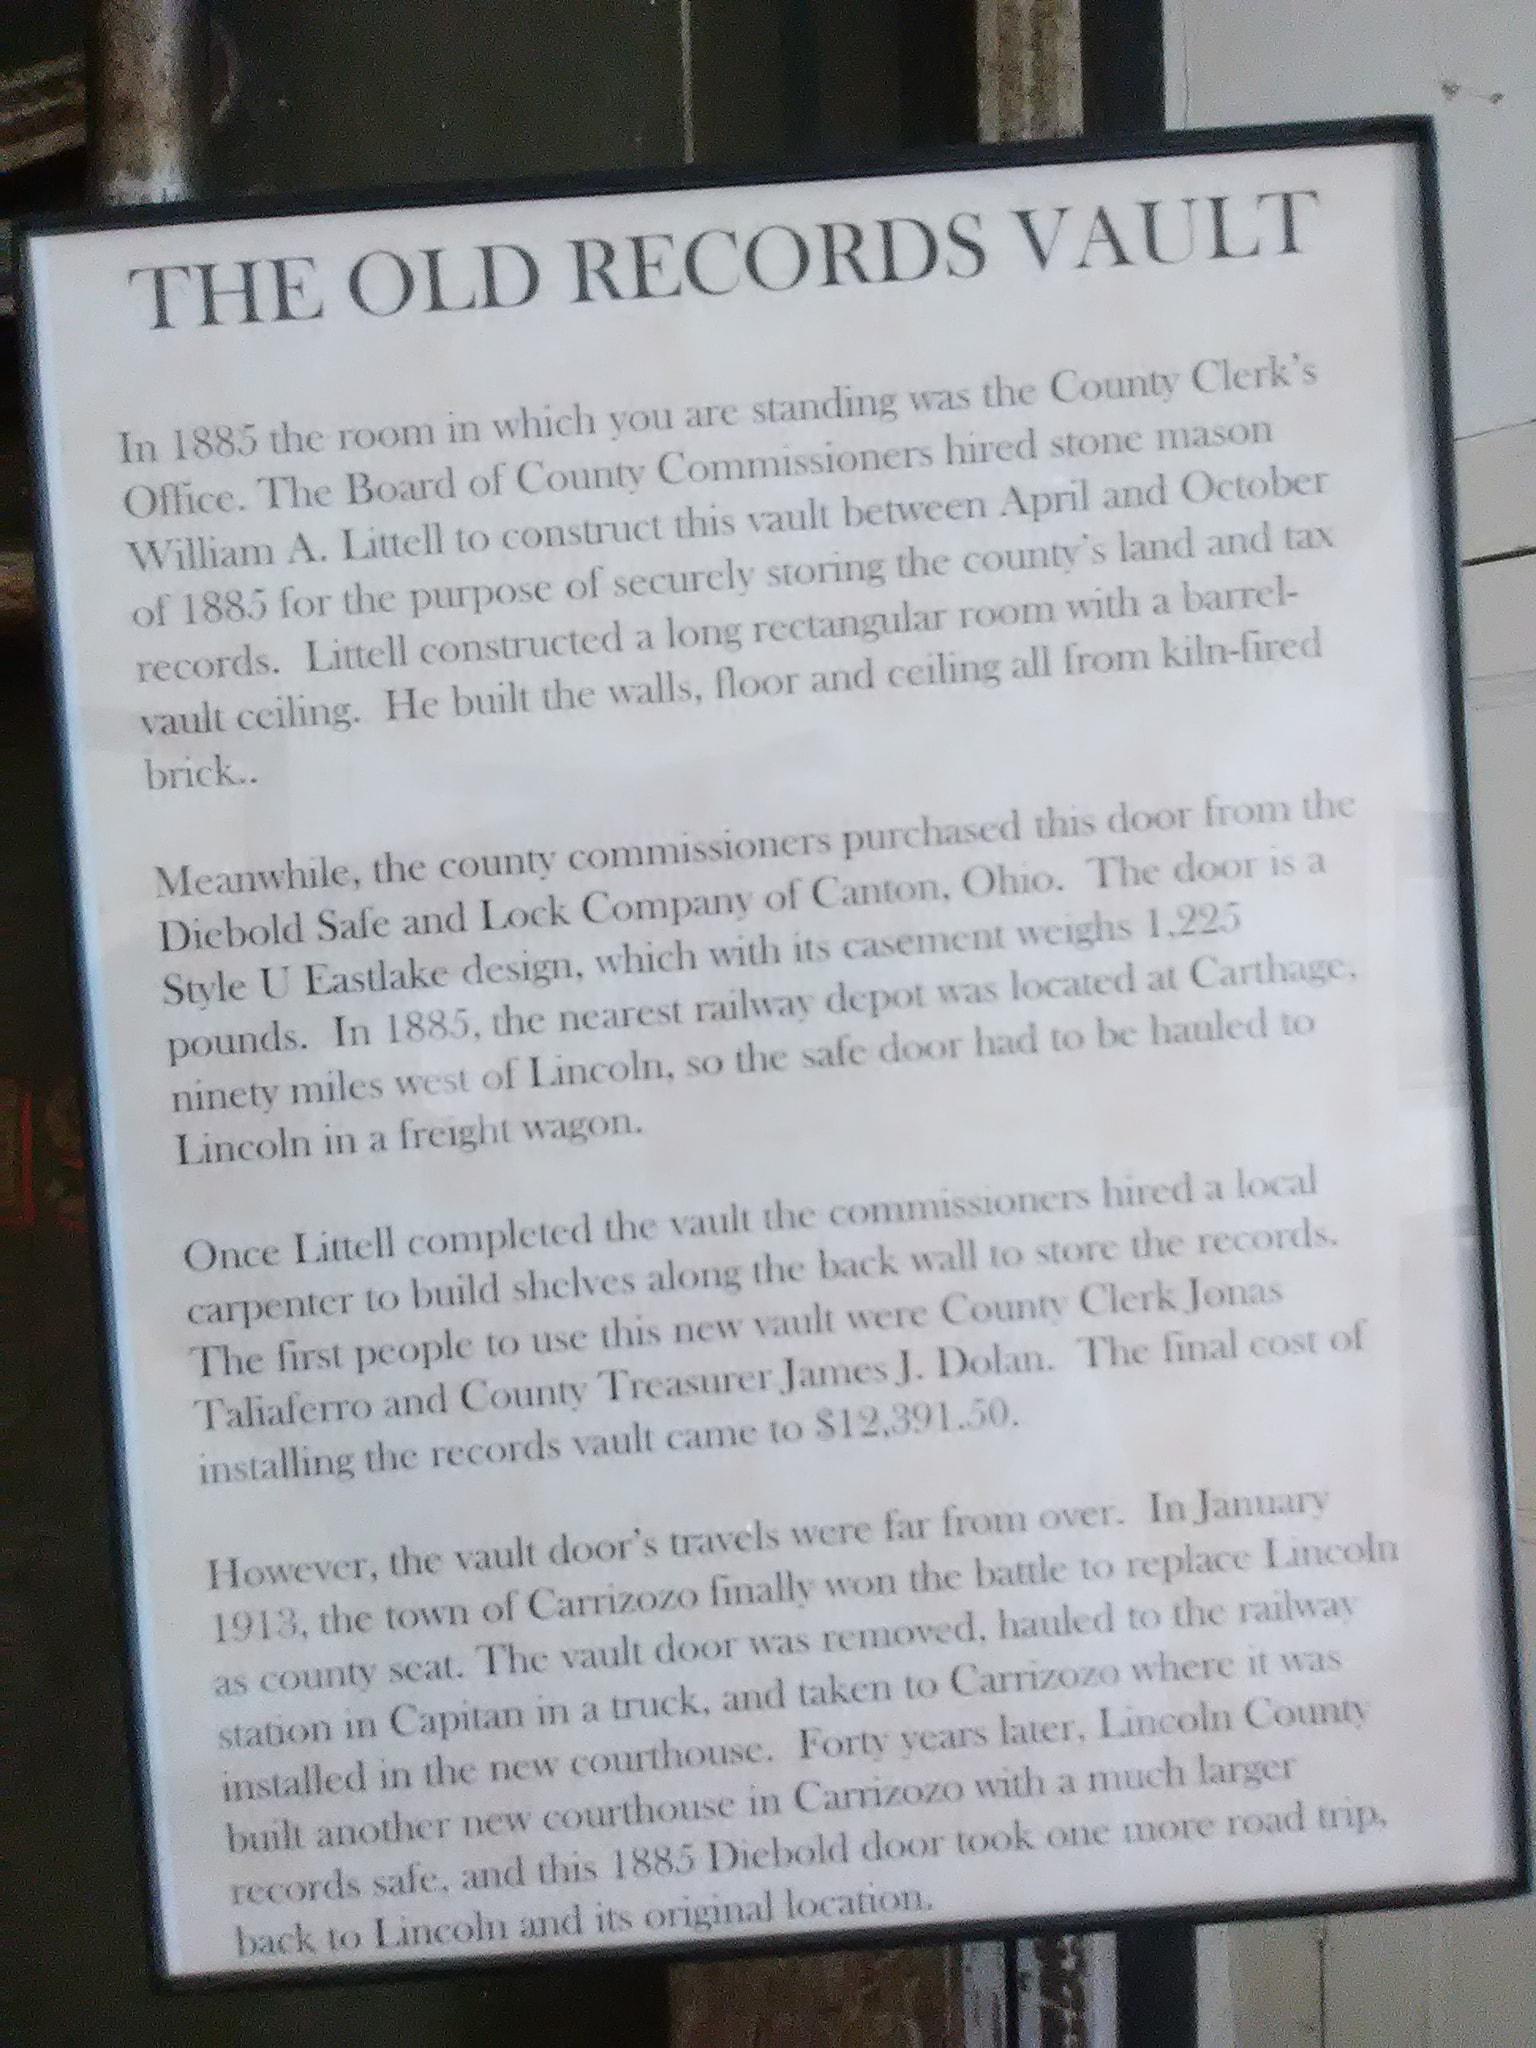 THE OLD RECORDS VAULT
In 1885 the room in which you are standing was the County Clerk's
Office. The Board of County Commissioners hired stone mason
William A. Littell to construct this vault between April and October
of 1885 for the purpose of securely storing the county's land and tax
records. Littell constructed a long rectangular room with a barrel-
vault ceiling. He built the walls, floor and ceiling all from kiln-fired
brick..
Meanwhile, the county commissioners purchased this door from the
Diebold Safe and Lock Company of Canton, Ohio. The door is a
Style U Eastlake design, which with its casement weighs 1,225
pounds. In 1885, the nearest railway depot was located at Carthage,
ninety miles west of Lincoln, so the safe door had to be hauled to
Lincoln in a freight wagon.
Once Littell completed the vault the commissioners hired a local
carpenter to build shelves along the back wall to store the records.
The first people to use this new vault were County Clerk Jonas
Taliaferro and County Treasurer James J. Dolan. The final cost of
installing the records vault came to $12,391.50.
However, the vault door's travels were far from over. In January
1913, the town of Carrizozo finally won the battle to replace Lincoln
as county seat. The vault door was removed, hauled to the railway
station in Capitan in a truck, and taken to Carrizozo where it was
installed in the new courthouse. Forty years later, Lincoln County
built another new courthouse in Carrizozo with a much larger
records safe, and this 1885 Diebold door took one more road trip,
back to Lincoln and its original location.